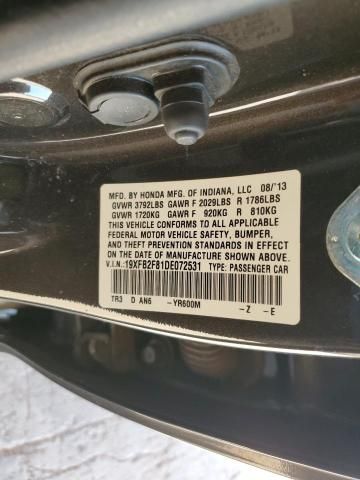 MFD. BY HONDA MFG. OF INDIANA, LLC 08/'13
GVWR 3792LBS GAWR F 2029LBS R 1786LBS
GVWR 1720KG GAWR F 920KG R 810KG
THIS VEHICLE CONFORMS TO ALL APPLICABLE
FEDERAL MOTOR VEHICLE SAFETY, BUMPER,
AND THEFT PREVENTION STANDARDS IN EFFECT
ON THE DATE OF MANUFACTURE SHOWN ABOVE.
V.I.N.: 19XFB2F81DE072531 TYPE: PASSENGER CAR
TR3 D AN6 -YR600M -Z -E